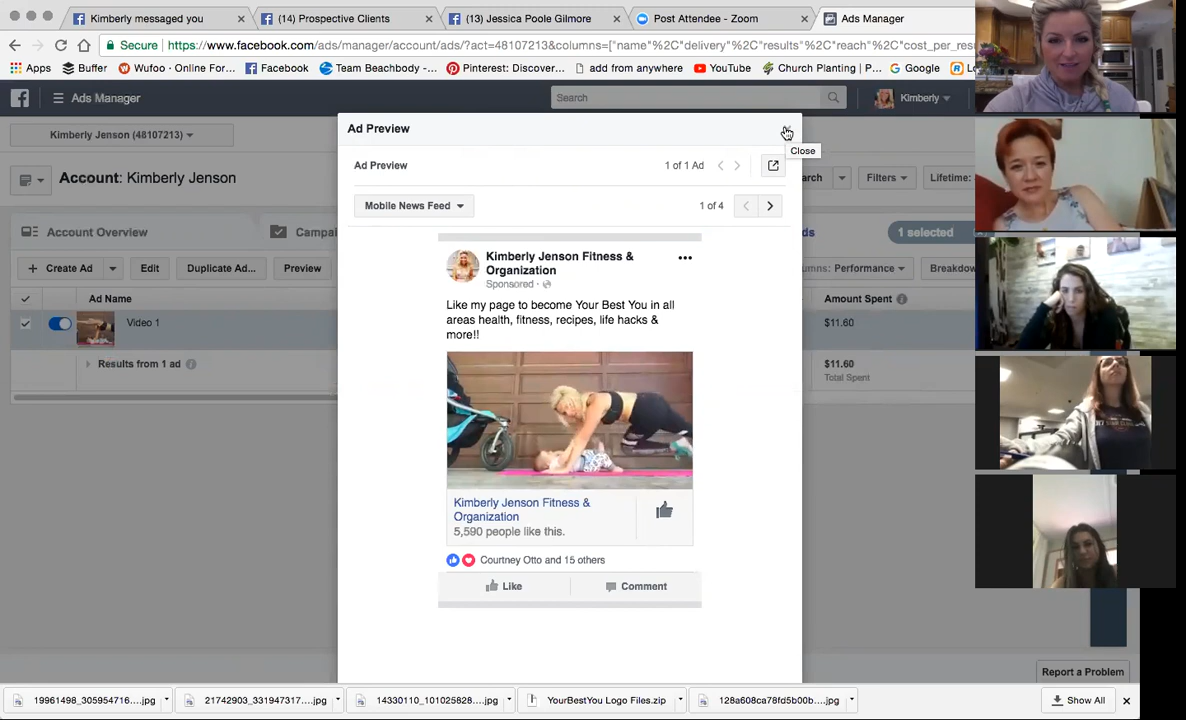 Kimberly messaged you
(14) Prospective Clients
(13) Jessica Poole Gilmore
Post Attendee - Zoom
Ads Manager
Secure
https://www.facebook.com/ads/manager/account/ads/?act=48107213&columns=["name"%2C"delivery"%2C"results"%2C"reach"%2C"cost_per_res
Apps
Buffer
Wufoo - Online For...
Facebook
Team Beachbody -...
Pinterest: Discover...
add from anywhere
YouTube
Church Planting | P...
Google
Lo
Ads Manager
Search
Kimberly
Kimberly Jenson (48107213)
Account: Kimberly Jenson
arch
Filters
Lifetime:
Account Overview
Campai
ds
1 selected
Create Ad
Edit
Duplicate Ad...
Preview
mns: Performance
Breakdow
Ad Name
Amount Spent
Video 1
$11.60
Results from 1 ad
$11.60
Total Spent
Ad Preview
Close
Ad Preview
1 of 1 Ad
Mobile News Feed
1 of 4
Kimberly Jenson Fitness &
Organization
Sponsored ·
Like my page to become Your Best You in all
areas health, fitness, recipes, life hacks &
more!!
Kimberly Jenson Fitness &
Organization
5,590 people like this.
Courtney Otto and 15 others
Like
Comment
Report a Problem
19961498_305954716....jpg
21742903_331947317....jpg
14330110_101025828....jpg
YourBestYou Logo Files.zip
128a608ca78fd5b00b....jpg
Show All